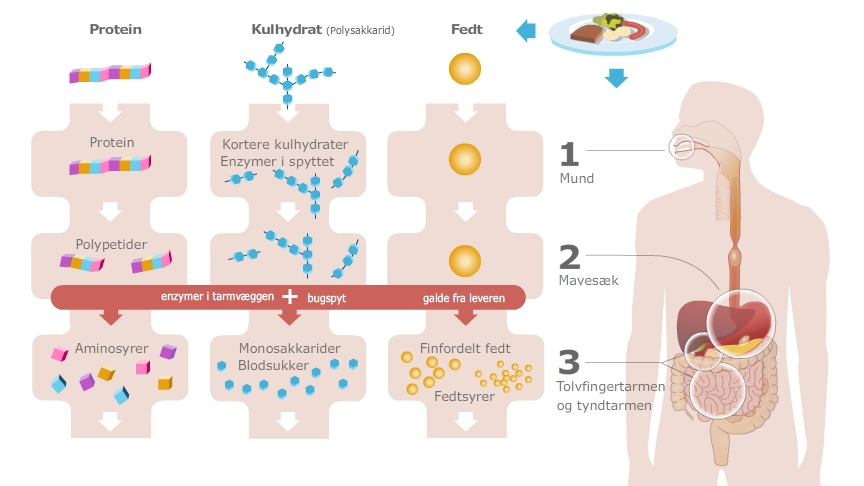 Protein
Kulhydrat (Polysakkarid)
Fedt
Protein
Kortere kulhydrater
Enzymer i spyttet
1
Mund
Polypetider
2
Mavesæk
enzymer i tarmvæggen + bugspyt
galde fra leveren
Aminosyrer
Monosakkarider
Blodsukker
Finfordelt fedt
Fedtsyrer
3
Tolvfingertarmen
og tyndtarmen